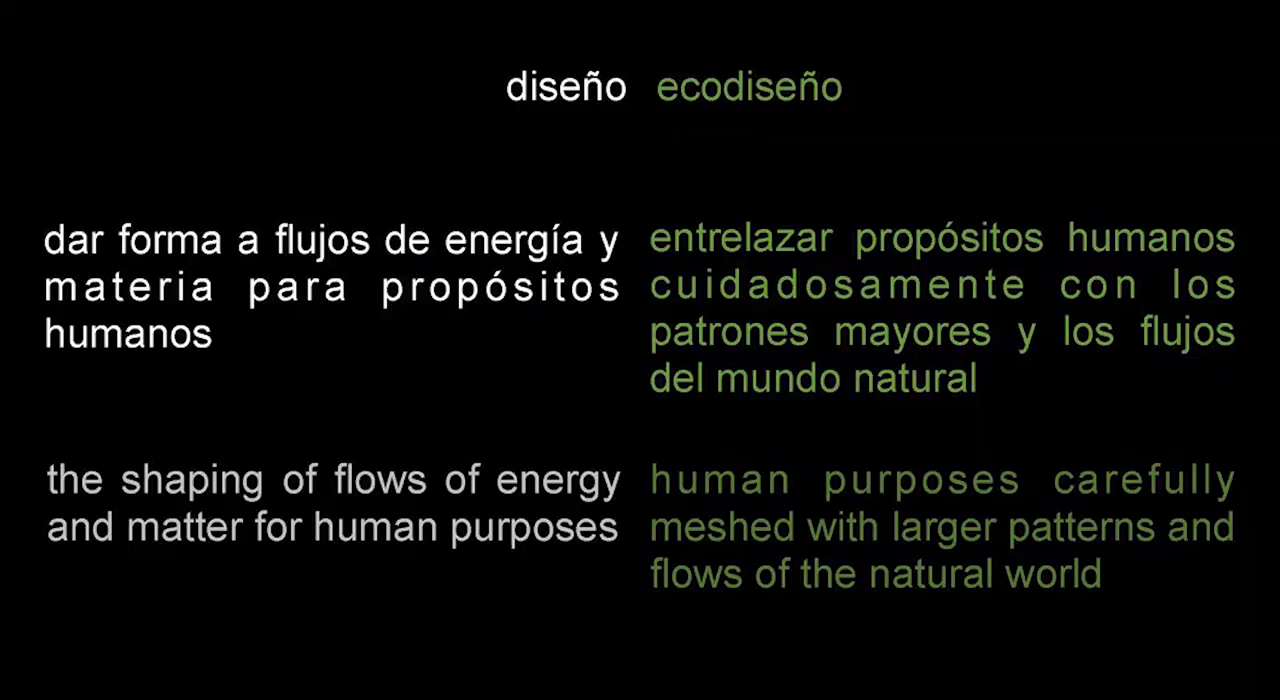 diseño ecodiseño
dar forma a flujos de energía y
materia para propósitos
humanos
entrelazar propósitos humanos
cuidadosamente con los
patrones mayores y los flujos
del mundo natural
the shaping of flows of energy
and matter for human purposes
human purposes carefully
meshed with larger patterns and
flows of the natural world